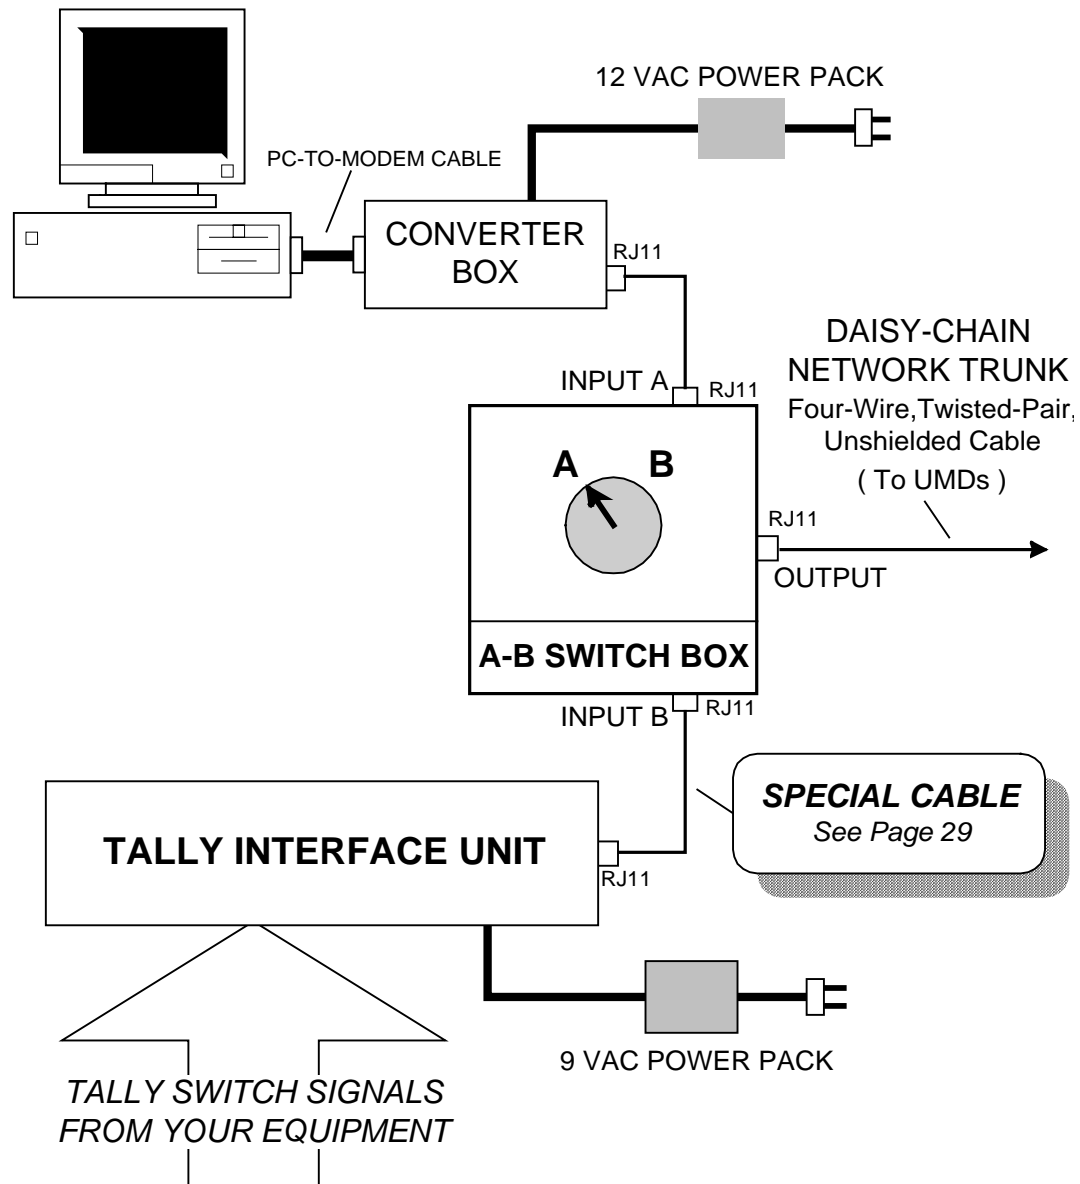 12 VAC POWER PACK
PC-TO-MODEM CABLE
CONVERTER
BOX
RJ11
DAISY-CHAIN
NETWORK TRUNK
Four-Wire,Twisted-Pair,
Unshielded Cable
( To UMDs )
INPUT A
RJ11
A B
RJ11
OUTPUT
A-B SWITCH BOX
INPUT B
RJ11
SPECIAL CABLE
See Page 29
TALLY INTERFACE UNIT
RJ11
9 VAC POWER PACK
TALLY SWITCH SIGNALS
FROM YOUR EQUIPMENT